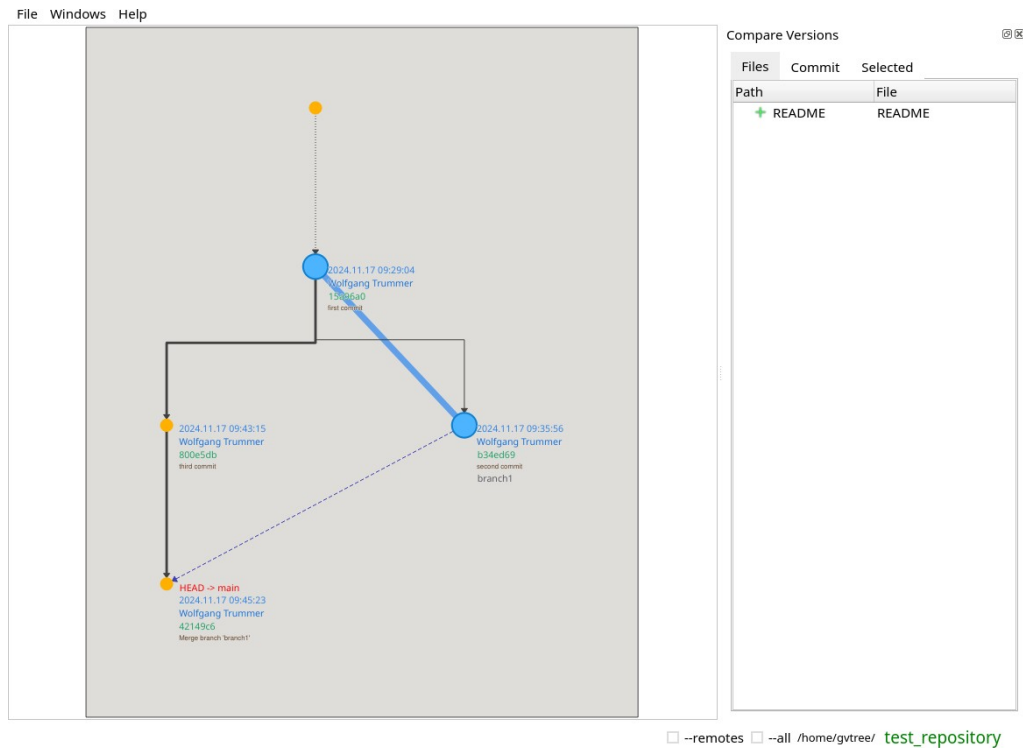 File Windows Help
Compare Versions
Files Commit Selected
Path File
README README
2024.11.17 09:29:04
Wolfgang Trummer
first commit
2024.11.17 09:43:15
Wolfgang Trummer
800e5db
third commit
2024.11.17 09:35:56
Wolfgang Trummer
b34ed69
second commit
branch1
HEAD -> main
2024.11.17 09:45:23
Wolfgang Trummer
42149c6
Merge branch 'branch1'
--remotes --all /home/gvtree/ test_repository